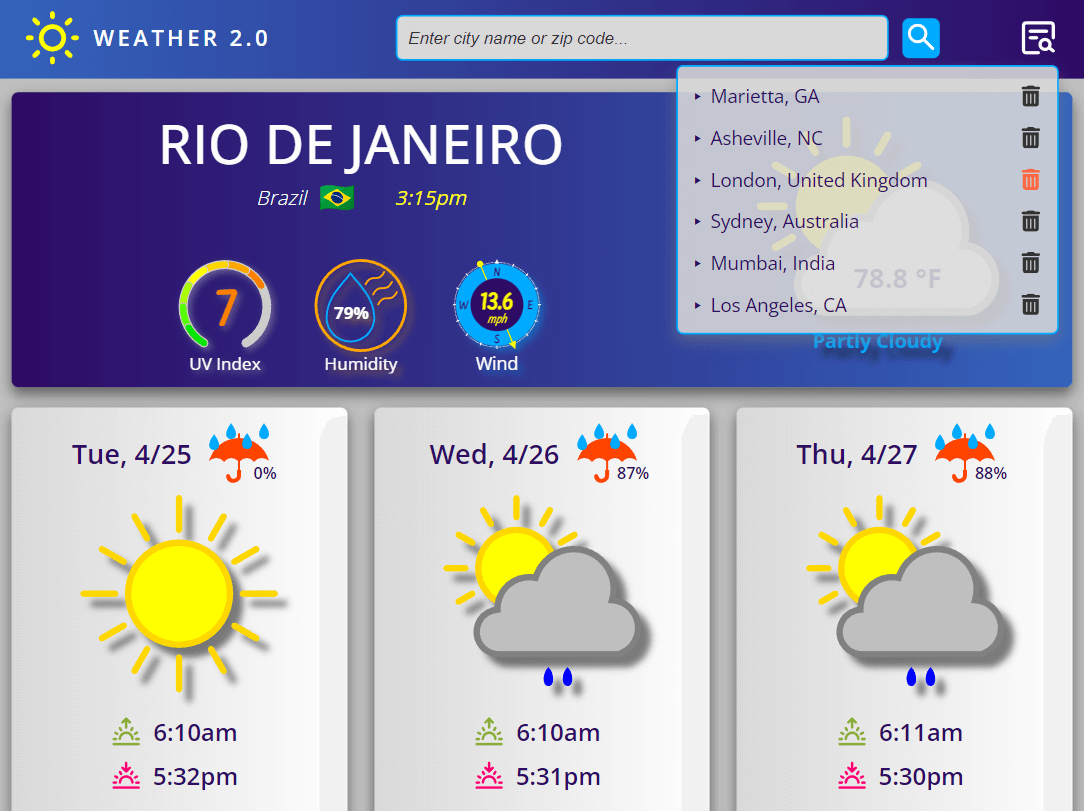 WEATHER 2.0
Enter city name or zip code...
Marietta, GA
Asheville, NC
London, United Kingdom
Sydney, Australia
Mumbai, India
Los Angeles, CA
RIO DE JANEIRO
Brazil 3:15pm
7
UV Index
79%
Humidity
N
W
E
S
13.6
mph
Wind
78.8 °F
Partly Cloudy
Tue, 4/25
0%
6:10am
5:32pm
Wed, 4/26
87%
6:10am
5:31pm
Thu, 4/27
88%
6:11am
5:30pm